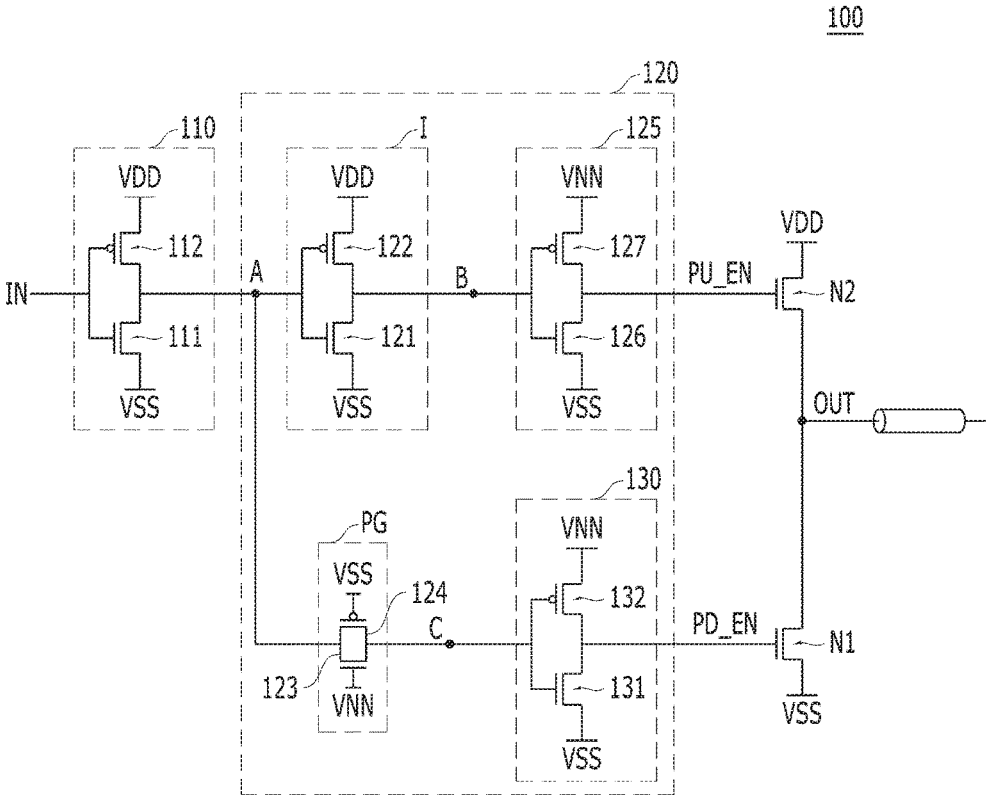 100
120
110
I
125
VDD
VDD
VNN
VDD
112
122
127
A
B
PU_EN
IN
N2
111
121
126
VSS
VSS
VSS
OUT
130
PG
VNN
VSS
124
132
C
PD_EN
N1
123
131
VNN
VSS
VSS